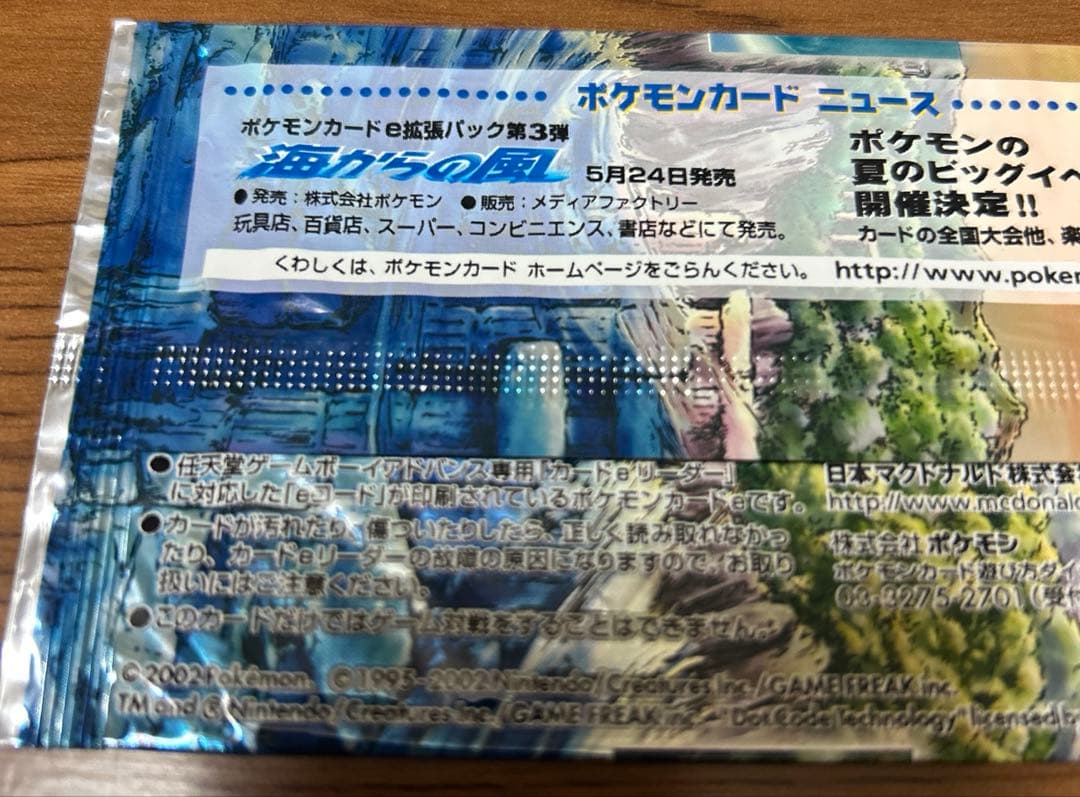 ポケモンカード ニュース
ポケモンカードe拡張パック第3弾
海からの風 5月24日発売
●発売:株式会社ポケモン ●販売:メディアファクトリー
玩具店、百貨店、スーパー、コンビニエンス、書店などにて発売。
ポケモンの
夏のビッグイベ
開催決定!!
カードの全国大会他、楽
くわしくは、ポケモンカード ホームページをごらんください。 http://www.poke
●任天堂ゲームボーイアドバンス専用「カードeリーダー」
に対応した「eコード」が印刷されているポケモンカードeです。
●カードが汚れたり、傷ついたりしたら、正しく読み取れなかっ
たり、カードeリーダーの故障の原因になりますので、お取り
扱いにはご注意ください。
●このカードだけではゲーム対戦をすることはできません。
日本マクドナルド株式会
http://www.mcdonald
株式会社 ポケモン
ポケモンカード遊び方ダイ
03-3275-2701(受付
©2002 Pokémon. ©1995-2002 Nintendo/Creatures inc./GAME FREAK inc.
TM and ® Nintendo/Creatures inc./GAME FREAK inc. "Dot Code Technology" licensed b